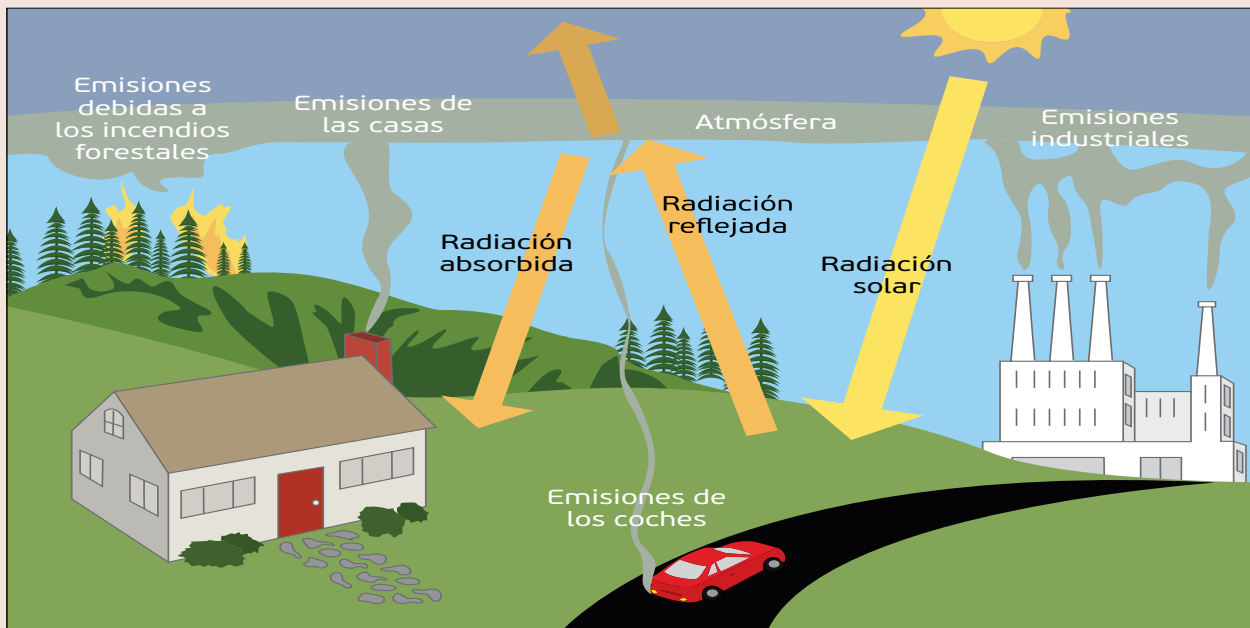 Emisiones
debidas a
los incendios
forestales
Emisiones de
las casas
Atmósfera
Emisiones
industriales
Radiación
reflejada
Radiación
absorbida
Radiación
solar
Emisiones de
los coches